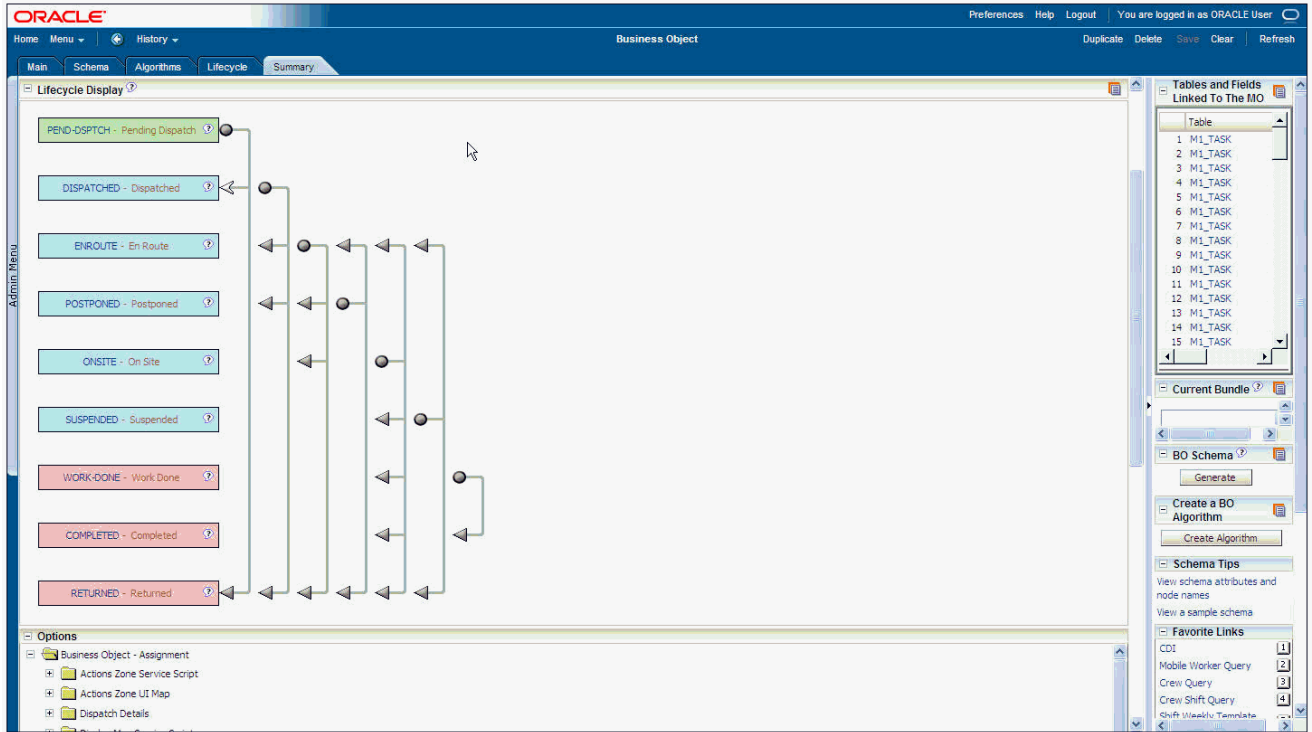 ORACLE
Preferences Help Logout You are logged in as ORACLE User
Home Menu History Business Object Duplicate Delete Save Clear Refresh
Main Schema Algorithms Lifecycle Summary
Admin Menu
Lifecycle Display
PEND-DSPTCH - Pending Dispatch
DISPATCHED - Dispatched
ENROUTE - En Route
POSTPONED - Postponed
ONSITE - On Site
SUSPENDED - Suspended
WORK-DONE - Work Done
COMPLETED - Completed
RETURNED - Returned
Options
Business Object - Assignment
Actions Zone Service Script
Actions Zone UI Map
Dispatch Details
Tables and Fields
Linked To The MO
Table
1 M1_TASK
2 M1_TASK
3 M1_TASK
4 M1_TASK
5 M1_TASK
6 M1_TASK
7 M1_TASK
8 M1_TASK
9 M1_TASK
10 M1_TASK
11 M1_TASK
12 M1_TASK
13 M1_TASK
14 M1_TASK
15 M1_TASK
Current Bundle
BO Schema
Generate
Create a BO
Algorithm
Create Algorithm
Schema Tips
View schema attributes and
node names
View a sample schema
Favorite Links
CDI 1
Mobile Worker Query 2
Crew Query 3
Crew Shift Query 4
Shift Weekly Template